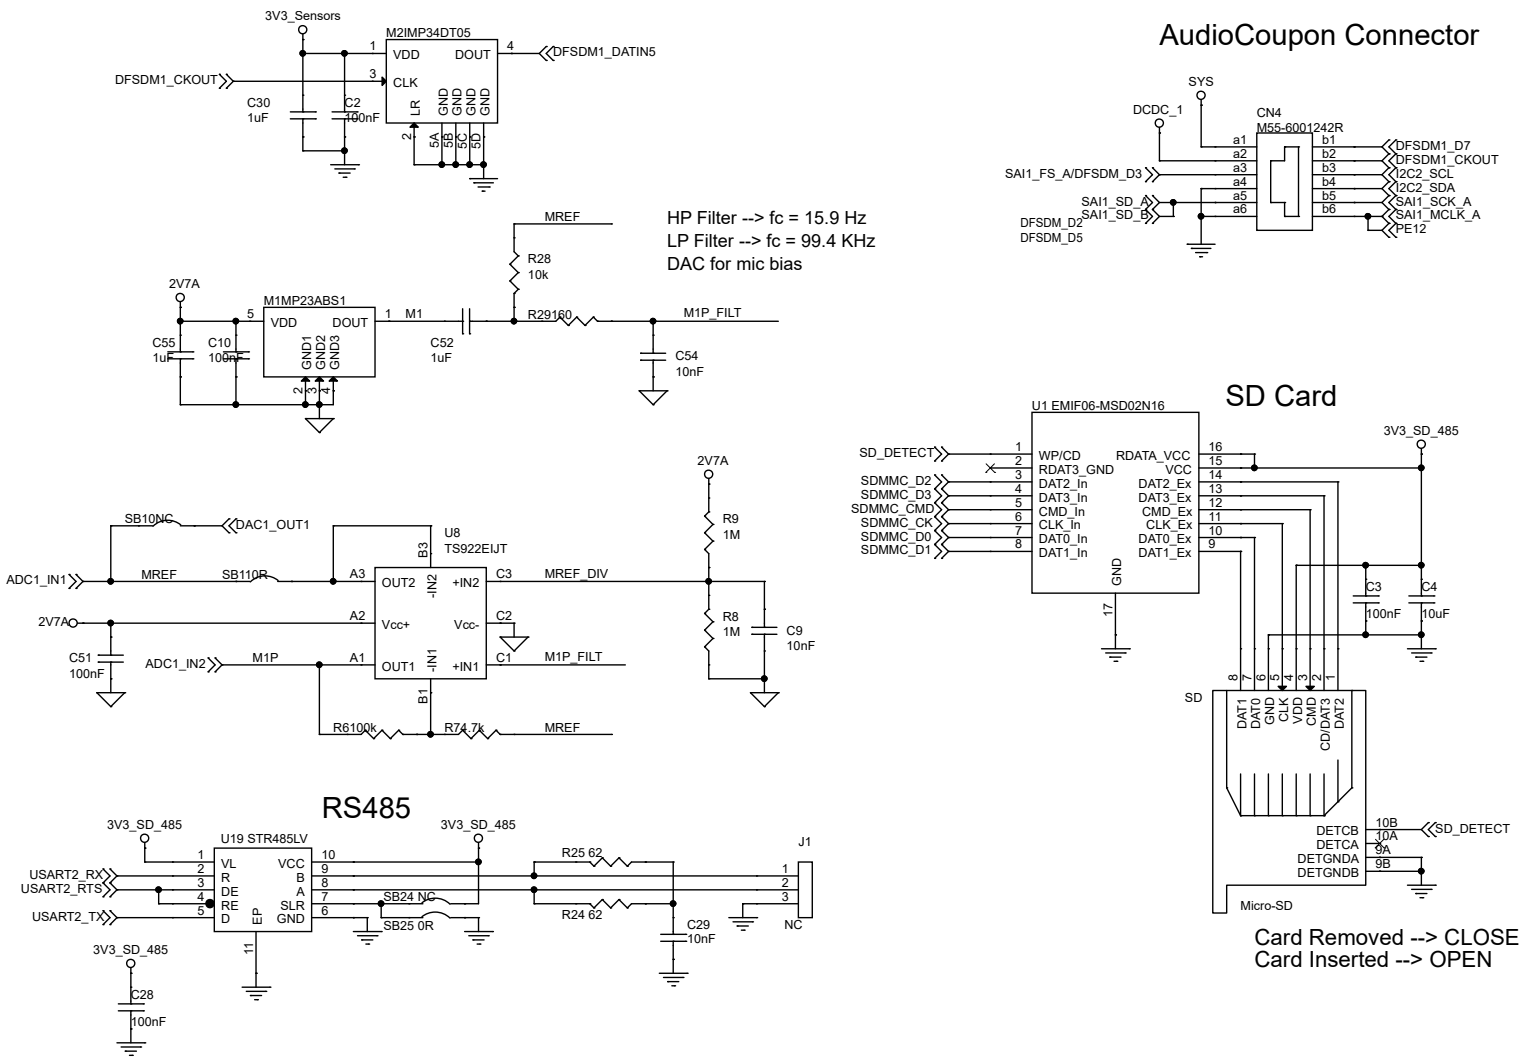 3V3_Sensors
M2IMP34DT05
1 VDD DOUT 4 DFSDM1_DATIN5
DFSDM1_CKOUT 3 CLK
C30 1uF
C2 100nF
LR GND GND GND GND
2 5A 5B 5C 5D
AudioCoupon Connector
SYS
DCDC_1
CN4
M55-6001242R
a1 b1 DFSDM1_D7
a2 b2 DFSDM1_CKOUT
SAI1_FS_A/DFSDM_D3 a3 b3 I2C2_SCL
a4 b4 I2C2_SDA
SAI1_SD_A a5 b5 SAI1_SCK_A
SAI1_SD_B a6 b6 SAI1_MCLK_A
DFSDM_D2 PE12
DFSDM_D5
MREF
HP Filter --> fc = 15.9 Hz
LP Filter --> fc = 99.4 KHz
DAC for mic bias
R28
10k
2V7A
M1MP23ABS1
5 VDD DOUT 1 M1
R29160
M1P_FILT
C55
1uF
C10
100nF
GND1 GND2 GND3
2 3 4
C52
1uF
C54
10nF
SD Card
U1 EMIF06-MSD02N16
3V3_SD_485
SD_DETECT 1 WP/CD RDATA_VCC 16
2 RDAT3_GND VCC 15
SDMMC_D2 3 DAT2_In DAT2_Ex 14
SDMMC_D3 4 DAT3_In DAT3_Ex 13
SDMMC_CMD 5 CMD_In CMD_Ex 12
SDMMC_CK 6 CLK_In CLK_Ex 11
SDMMC_D0 7 DAT0_In DAT0_Ex 10
SDMMC_D1 8 DAT1_In DAT1_Ex 9
GND
17
C3
100nF
C4
10uF
2V7A
R9
1M
SB10NC DAC1_OUT1
U8
TS922EIJT
B3
ADC1_IN1 MREF SB110R A3 OUT2 -IN2 +IN2 C3 MREF_DIV
2V7A A2 Vcc+ Vcc- C2
R8
1M
C9
10nF
C51
100nF
ADC1_IN2 M1P A1 OUT1 -IN1 +IN1 C1 M1P_FILT
B1
R6100k R74.7k MREF
SD
8 7 6 5 4 3 2 1
DAT1 DAT0 GND CLK VDD CMD CD/DAT3 DAT2
DETCB 10B SD_DETECT
DETCA 10A
DETGNDA 9A
DETGNDB 9B
Micro-SD
Card Removed --> CLOSE
Card Inserted --> OPEN
RS485
3V3_SD_485
U19 STR485LV
3V3_SD_485
J1
1 VL VCC 10
USART2_RX 2 R B 9
USART2_RTS 3 DE A 8
4 RE SLR 7
USART2_TX 5 D GND 6
EP
11
R25 62
SB24 NC
SB25 0R
R24 62
1
2
3
NC
C29
10nF
3V3_SD_485
C28
100nF